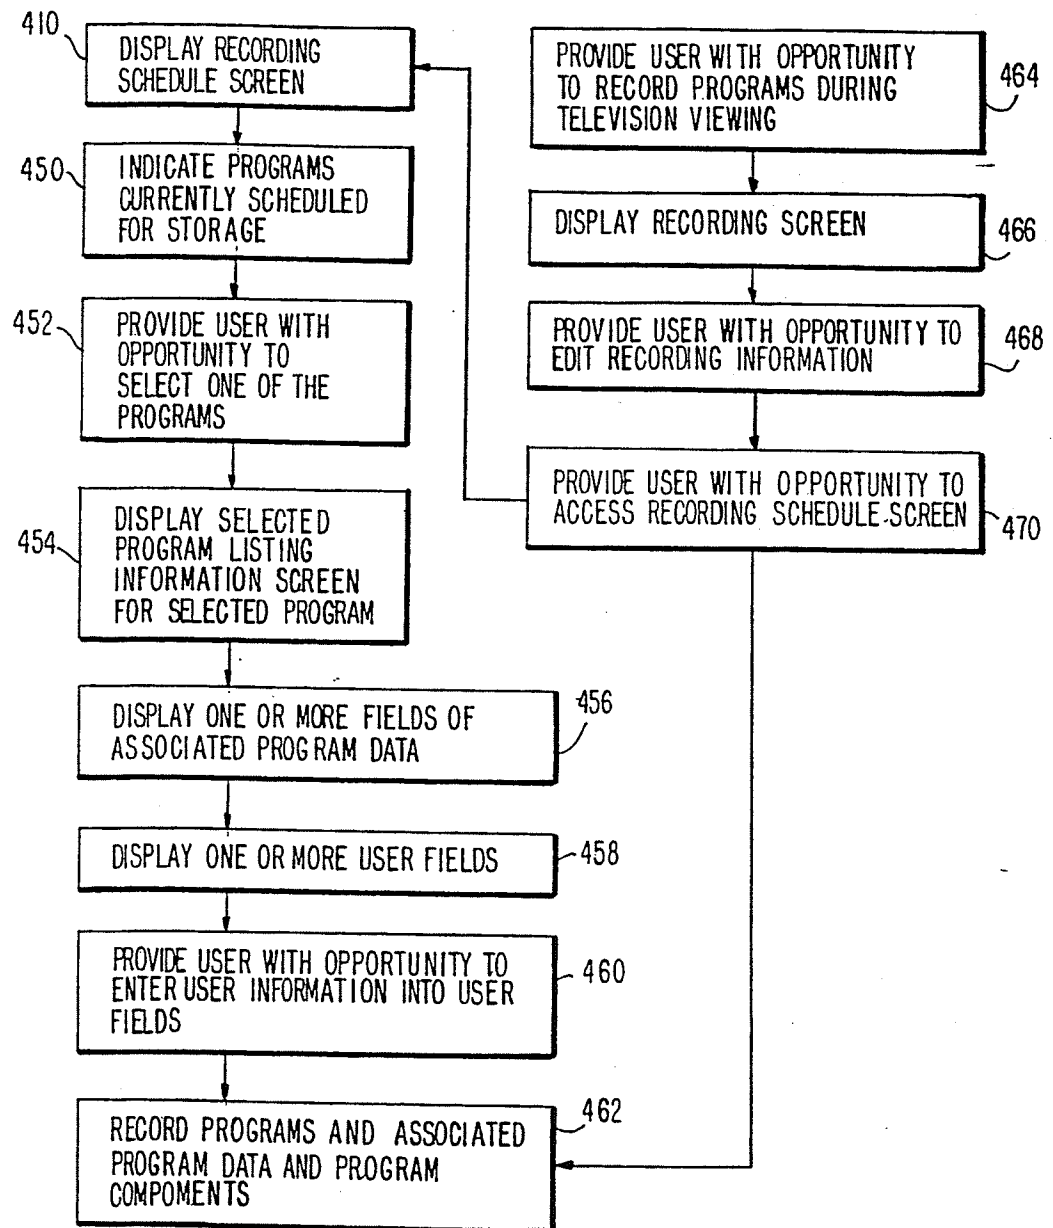 410
DISPLAY RECORDING
SCHEDULE SCREEN
450
INDICATE PROGRAMS
CURRENTLY SCHEDULED
FOR STORAGE
452
PROVIDE USER WITH
OPPORTUNITY TO
SELECT ONE OF THE
PROGRAMS
454
DISPLAY SELECTED
PROGRAM LISTING
INFORMATION SCREEN
FOR SELECTED PROGRAM
DISPLAY ONE OR MORE FIELDS OF
ASSOCIATED PROGRAM DATA
456
DISPLAY ONE OR MORE USER FIELDS
458
PROVIDE USER WITH OPPORTUNITY TO
ENTER USER INFORMATION INTO USER
FIELDS
460
RECORD PROGRAMS AND ASSOCIATED
PROGRAM DATA AND PROGRAM
COMPOMENTS
462
PROVIDE USER WITH OPPORTUNITY
TO RECORD PROGRAMS DURING
TELEVISION VIEWING
464
DISPLAY RECORDING SCREEN
466
PROVIDE USER WITH OPPORTUNITY TO
EDIT RECORDING INFORMATION
468
PROVIDE USER WITH OPPORTUNITY TO
ACCESS RECORDING SCHEDULE-SCREEN
470